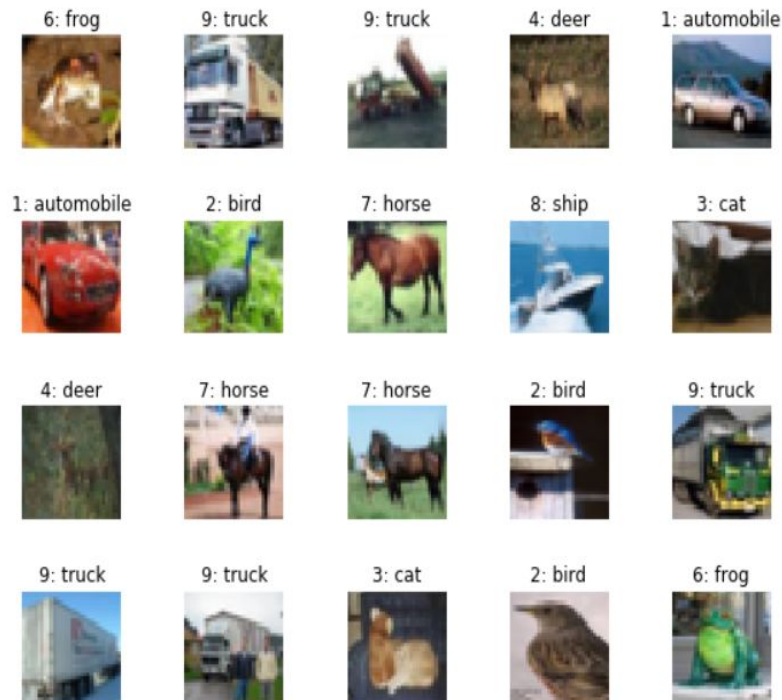 6: frog 9: truck 9: truck 4: deer 1: automobile
1: automobile 2: bird 7: horse 8: ship 3: cat
4: deer 7: horse 7: horse 2: bird 9: truck
9: truck 9: truck 3: cat 2: bird 6: frog